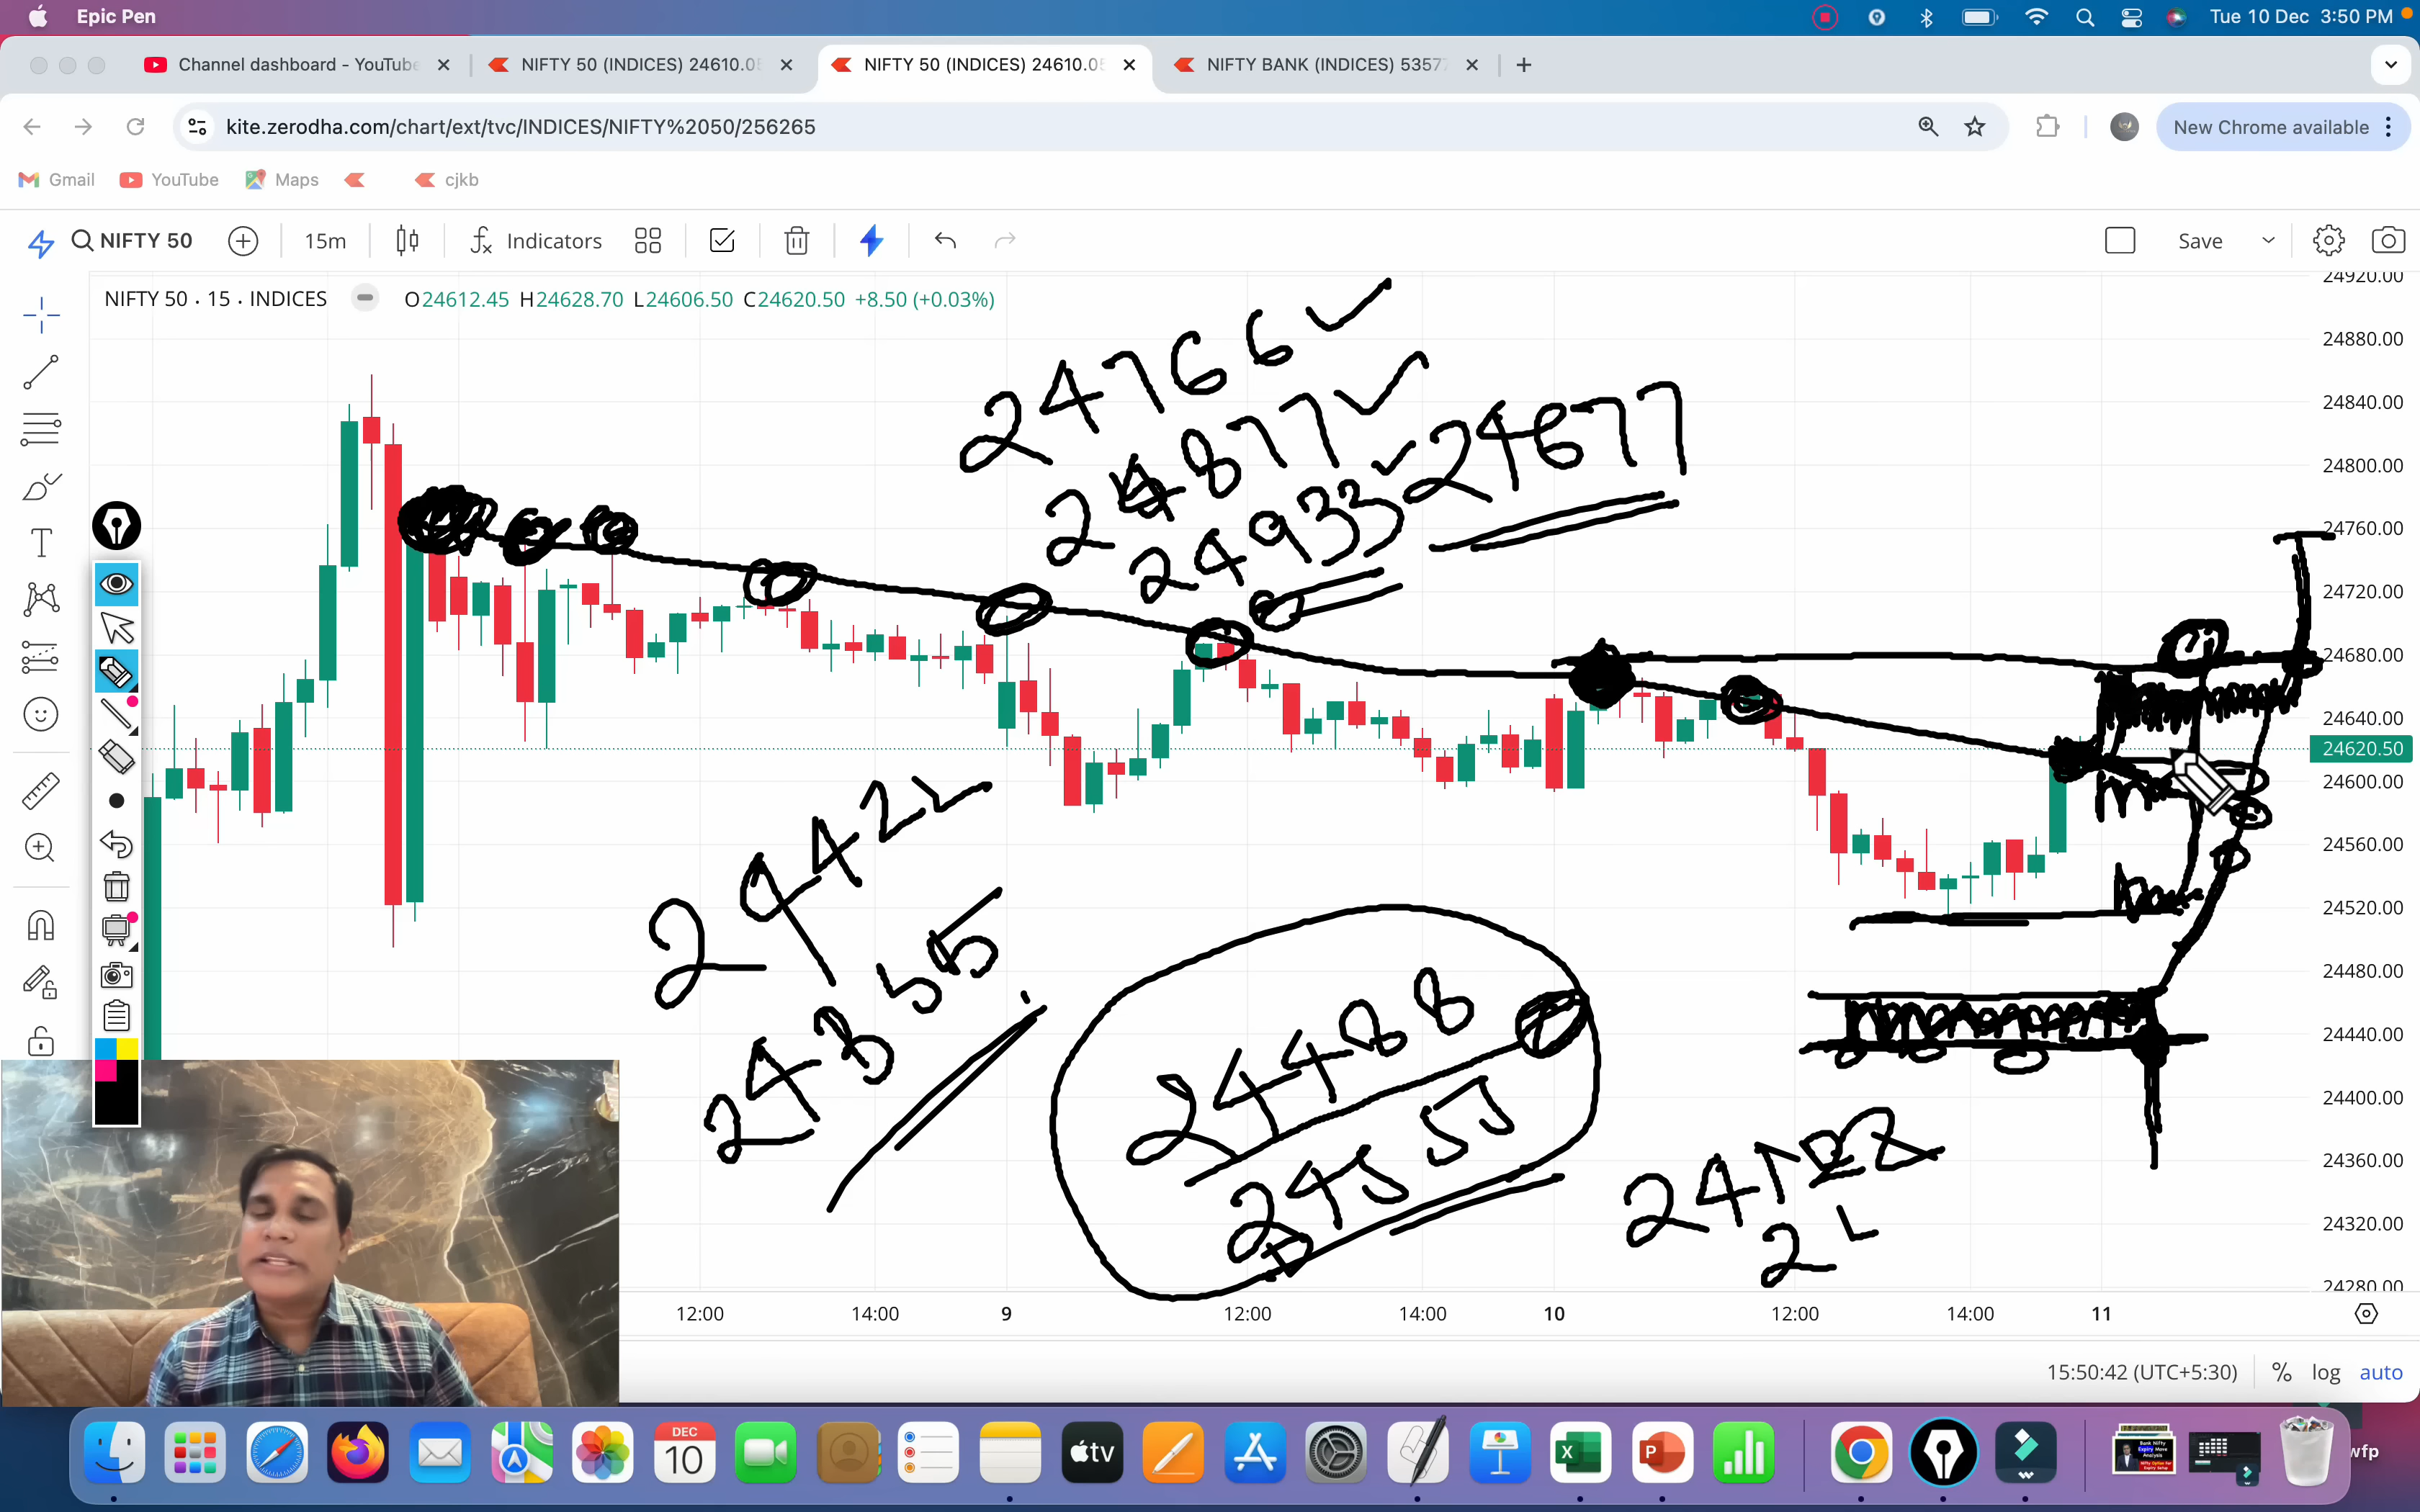 Epic Pen
Tue 10 Dec 3:50 PM
Channel dashboard - YouTube
NIFTY 50 (INDICES) 24610.05
NIFTY 50 (INDICES) 24610.05
NIFTY BANK (INDICES) 5357
kite.zerodha.com/chart/ext/tvc/INDICES/NIFTY%2050/256265
New Chrome available
Gmail
YouTube
Maps
cjkb
NIFTY 50
15m
Indicators
Save
NIFTY 50 · 15 · INDICES
O24612.45 H24628.70 L24606.50 C24620.50 +8.50 (+0.03%)
24766
24877
24933
24677
2442
24355
24488
24555
24920.00
24880.00
24840.00
24800.00
24760.00
24720.00
24680.00
24640.00
24620.50
24600.00
24560.00
24520.00
24480.00
24440.00
24400.00
24360.00
24320.00
24280.00
12:00
14:00
9
12:00
14:00
10
12:00
14:00
11
15:50:42 (UTC+5:30)
%
log
auto
DEC
10
tv
wfp